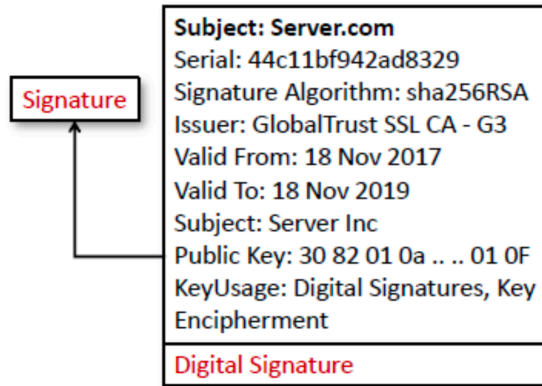 Signature
Subject: Server.com
Serial: 44c11bf942ad8329
Signature Algorithm: sha256RSA
Issuer: GlobalTrust SSL CA - G3
Valid From: 18 Nov 2017
Valid To: 18 Nov 2019
Subject: Server Inc
Public Key: 30 82 01 0a .. .. 01 0F
KeyUsage: Digital Signatures, Key
Encipherment
Digital Signature